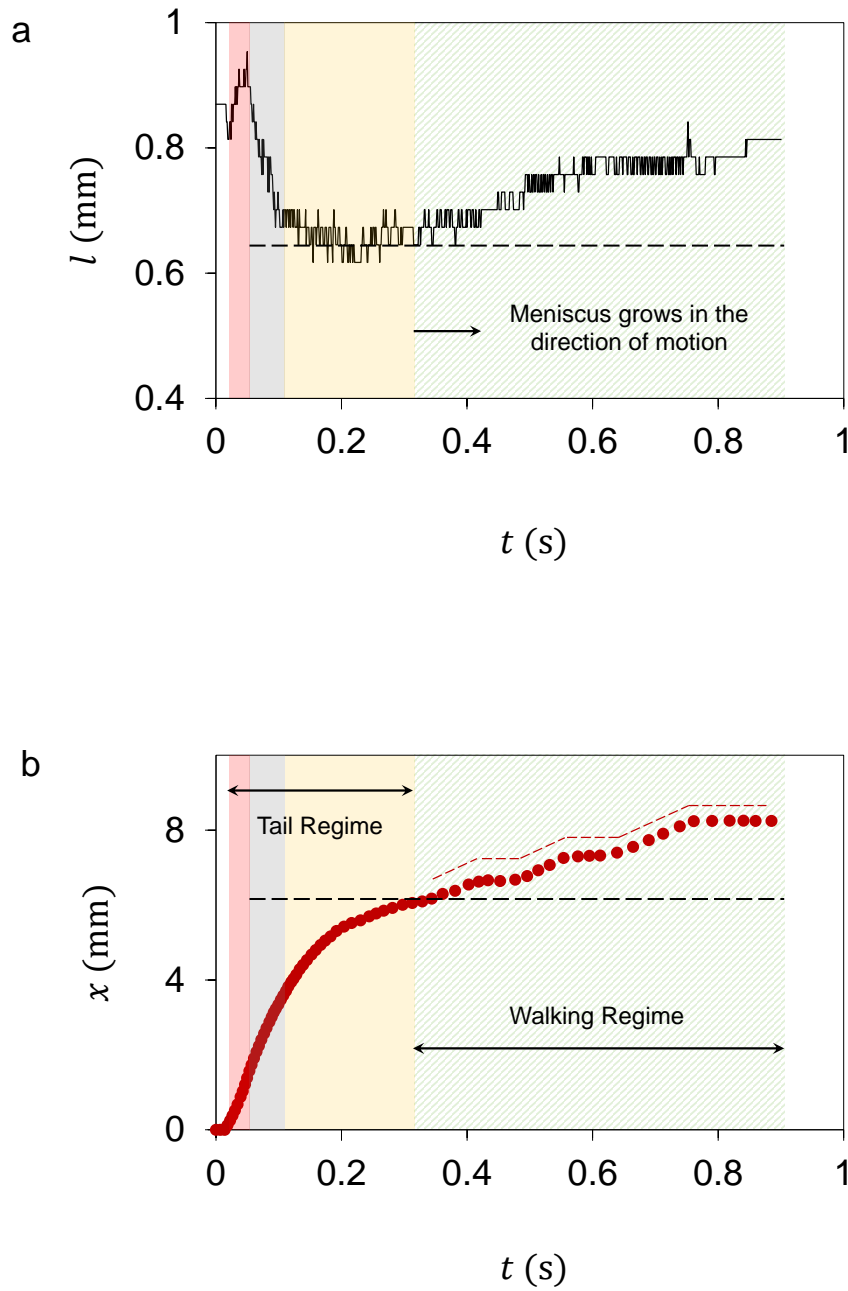 a
1
0.8
0.6
0.4
l (mm)
Meniscus grows in the
direction of motion
0 0.2 0.4 0.6 0.8 1
t (s)
b
8
4
0
x (mm)
Tail Regime
Walking Regime
0 0.2 0.4 0.6 0.8 1
t (s)